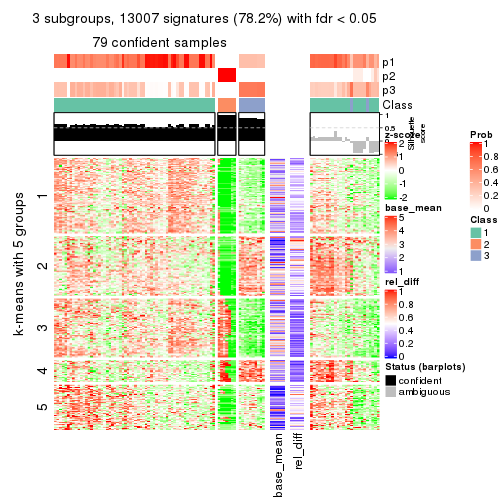 3 subgroups, 13007 signatures (78.2%) with fdr < 0.05
79 confident samples
p1
p2
p3
Class
1
0.5
0
Silhouette
score
k-means with 5 groups
1
2
3
4
5
base_mean
rel_diff
z-score
2
1
0
-1
-2
base_mean
5
4
3
2
1
rel_diff
1
0.8
0.6
0.4
0.2
0
Status (barplots)
confident
ambiguous
Prob
1
0.8
0.6
0.4
0.2
0
Class
1
2
3